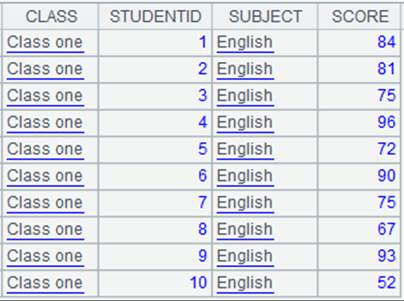 CLASS STUDENTID SUBJECT SCORE
Class one 1 English 84
Class one 2 English 81
Class one 3 English 75
Class one 4 English 96
Class one 5 English 72
Class one 6 English 90
Class one 7 English 75
Class one 8 English 67
Class one 9 English 93
Class one 10 English 52